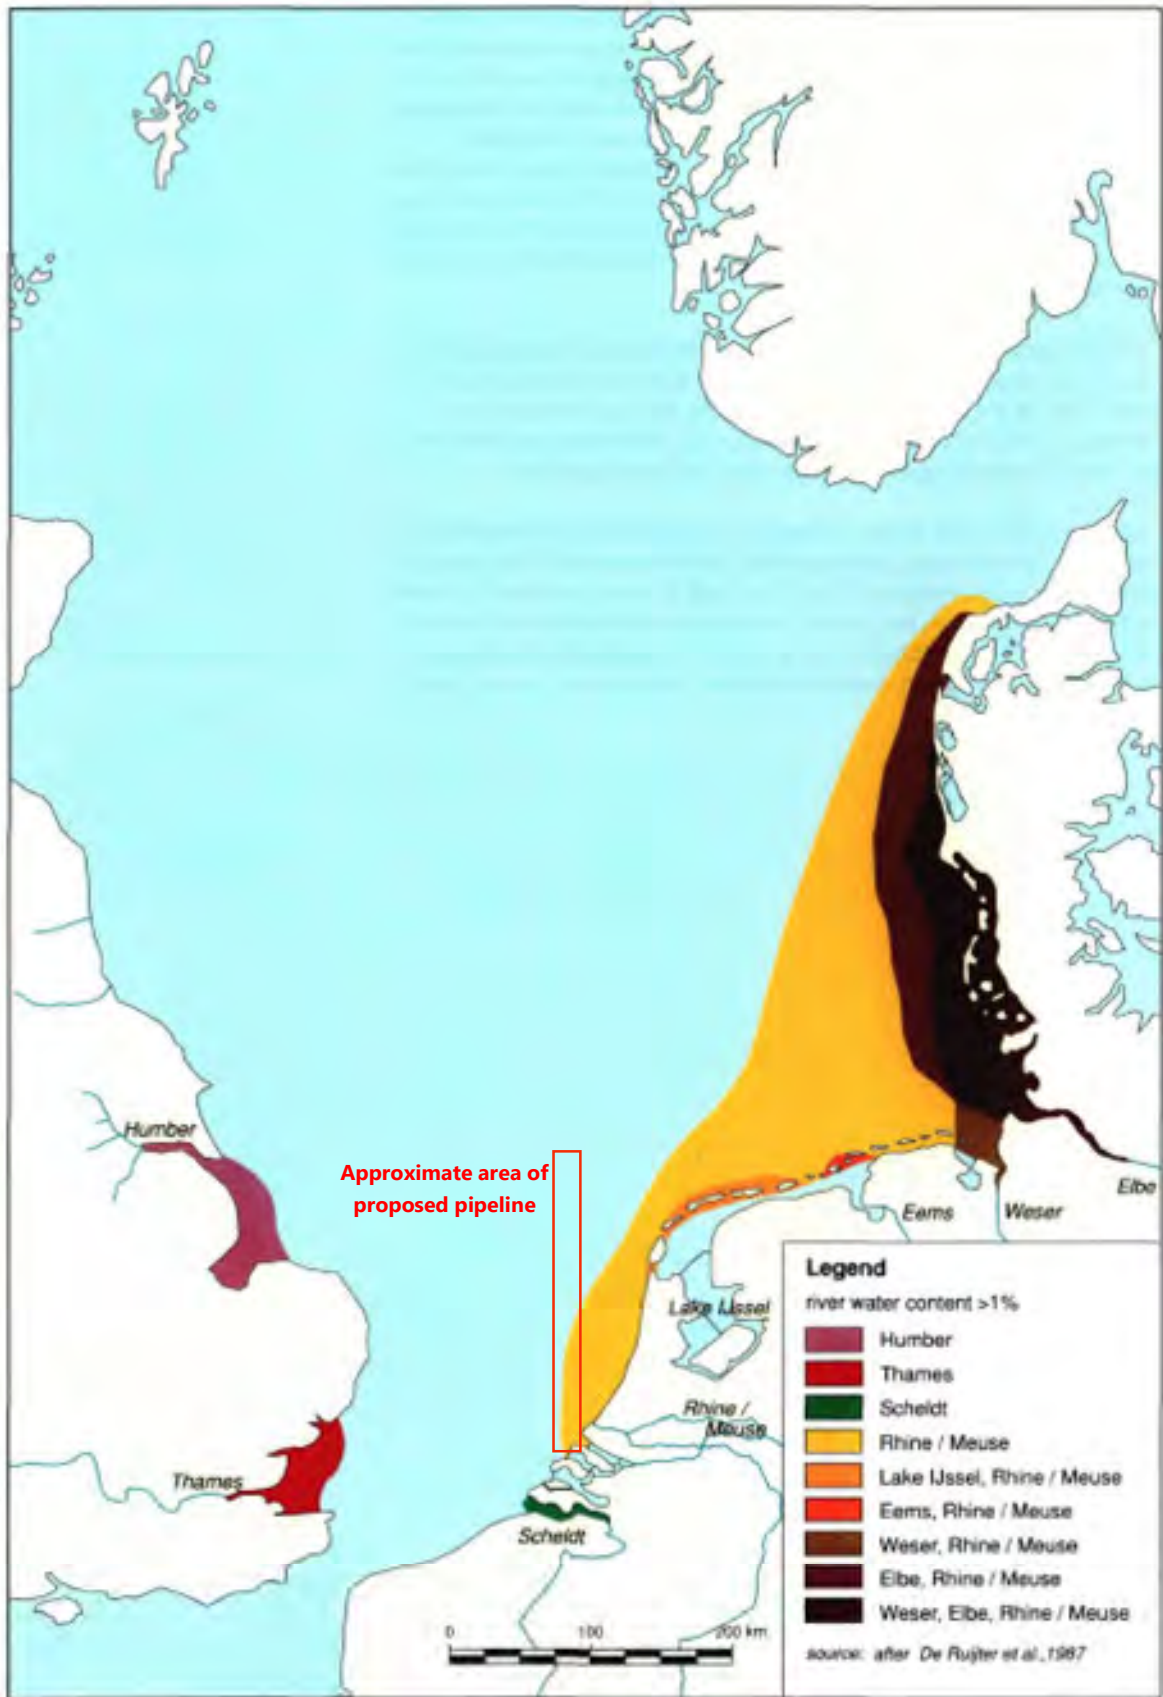 Humber
Approximate area of
proposed pipeline
Elbe
Eems
Weser
Lake IJssel
Rhine /
Meuse
Thames
Scheldt
0 100 200 km
Legend
river water content >1%
Humber
Thames
Scheldt
Rhine / Meuse
Lake IJssel, Rhine / Meuse
Eems, Rhine / Meuse
Weser, Rhine / Meuse
Elbe, Rhine / Meuse
Weser, Elbe, Rhine / Meuse
source: after De Ruijter et al., 1987